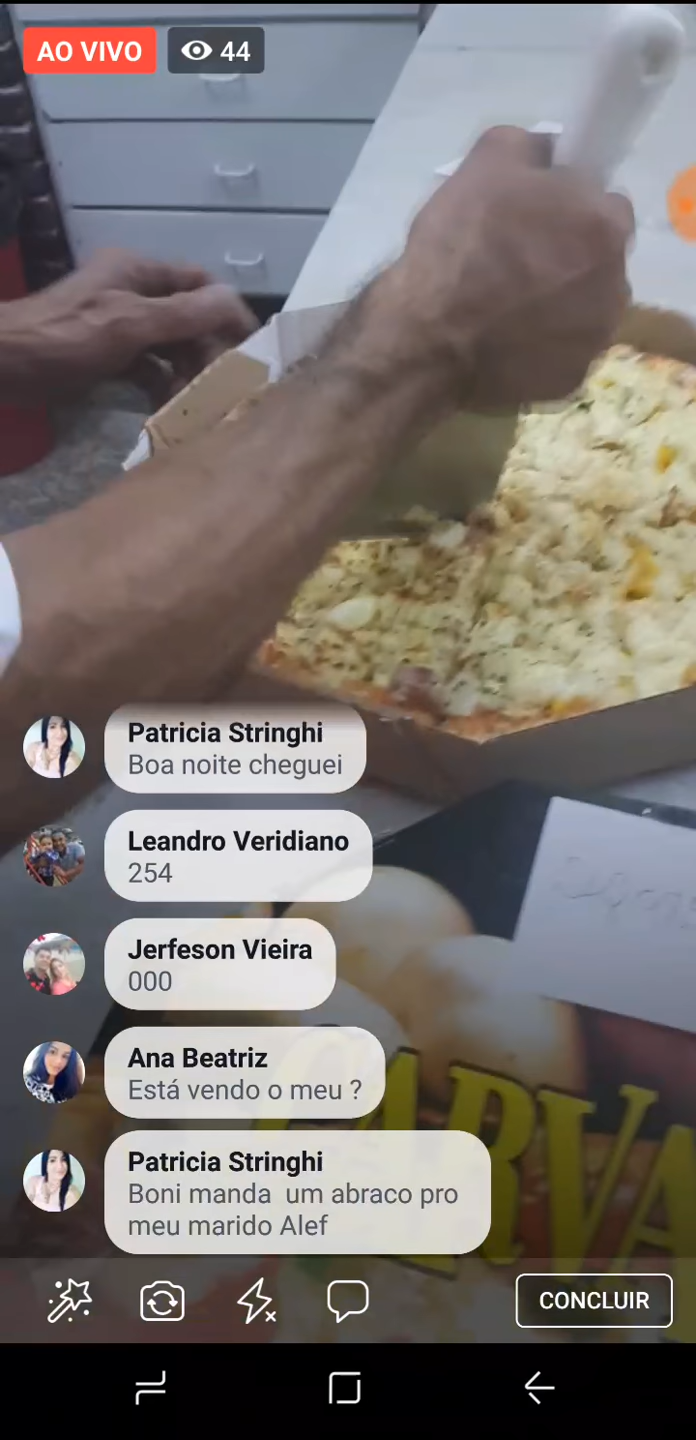 AO VIVO
44
Patricia Stringhi
Boa noite cheguei
Leandro Veridiano
254
Jerfeson Vieira
000
Ana Beatriz
Está vendo o meu ?
Patricia Stringhi
Boni manda um abraco pro
meu marido Alef
CARVA
CONCLUIR